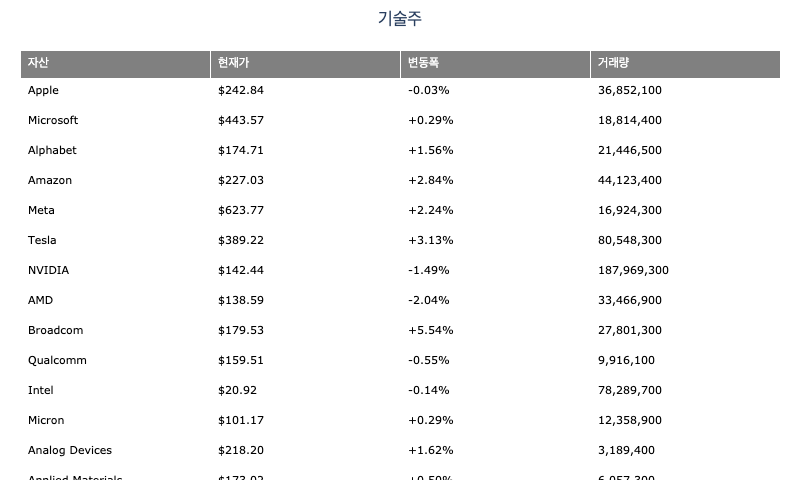 기술주
자산 현재가 변동폭 거래량
Apple $242.84 -0.03% 36,852,100
Microsoft $443.57 +0.29% 18,814,400
Alphabet $174.71 +1.56% 21,446,500
Amazon $227.03 +2.84% 44,123,400
Meta $623.77 +2.24% 16,924,300
Tesla $389.22 +3.13% 80,548,300
NVIDIA $142.44 -1.49% 187,969,300
AMD $138.59 -2.04% 33,466,900
Broadcom $179.53 +5.54% 27,801,300
Qualcomm $159.51 -0.55% 9,916,100
Intel $20.92 -0.14% 78,289,700
Micron $101.17 +0.29% 12,358,900
Analog Devices $218.20 +1.62% 3,189,400
Applied Materials